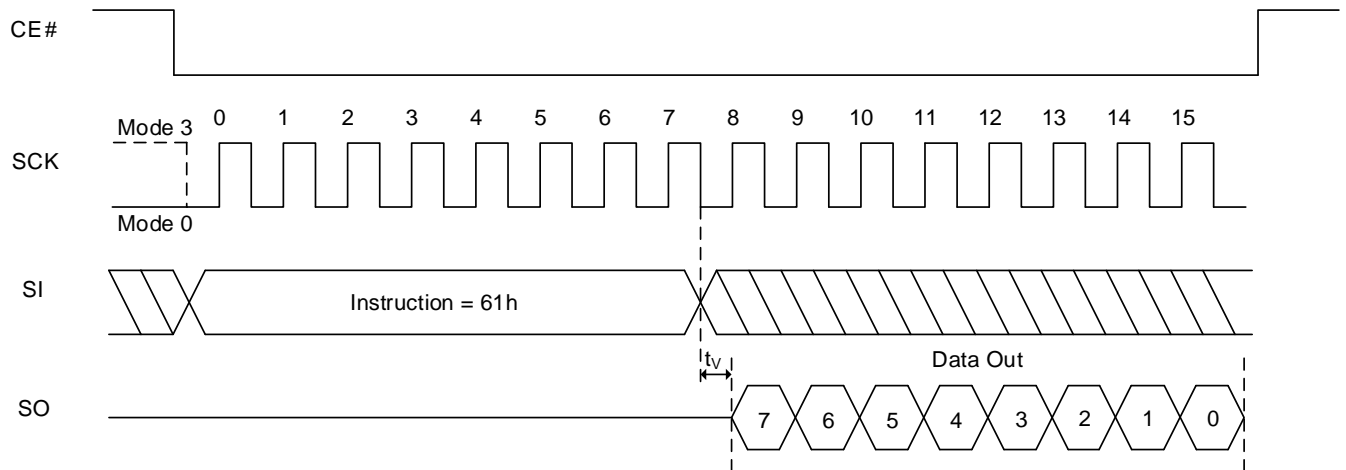 CE#
0 1 2 3 4 5 6 7 8 9 10 11 12 13 14 15
Mode 3
SCK
Mode 0
SI
Instruction = 61h
tV
Data Out
SO
7 6 5 4 3 2 1 0